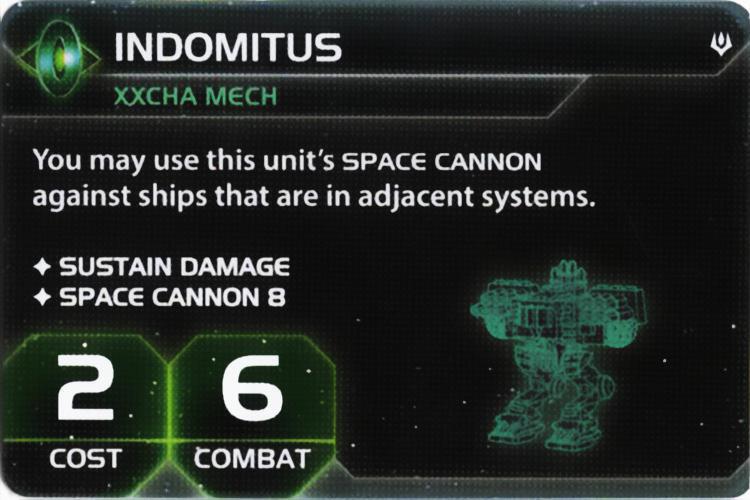 INDOMITUS
XXCHA MECH
You may use this unit's SPACE CANNON
against ships that are in adjacent systems.
✦ SUSTAIN DAMAGE
✦ SPACE CANNON 8
2 6
COST COMBAT